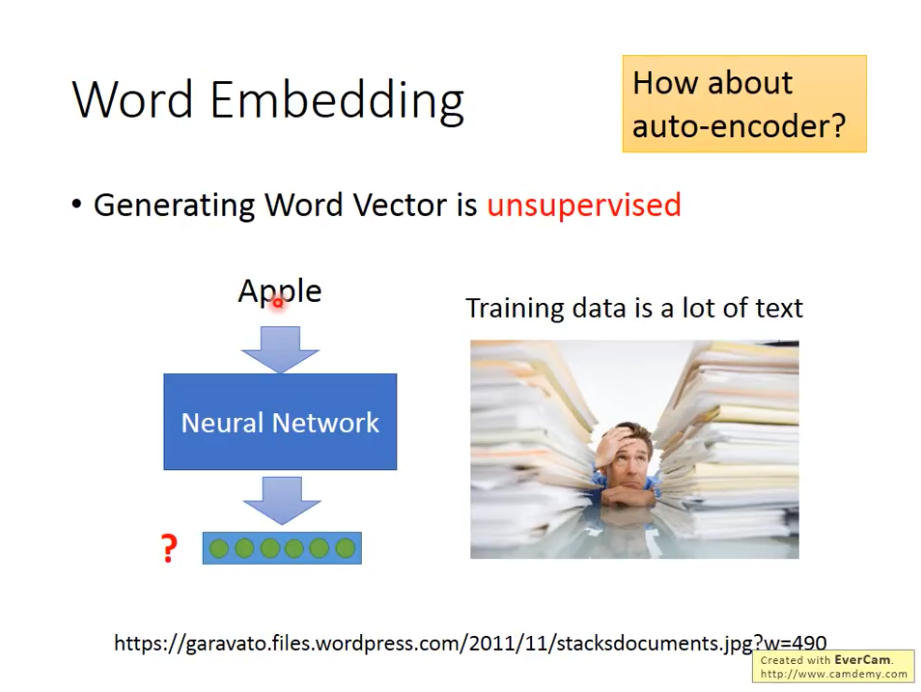 Word Embedding
How about
auto-encoder?
• Generating Word Vector is unsupervised
Apple
Neural Network
?
Training data is a lot of text
https://garavato.files.wordpress.com/2011/11/stacksdocuments.jpg?w=490
Created with EverCam.
http://www.camdemy.com